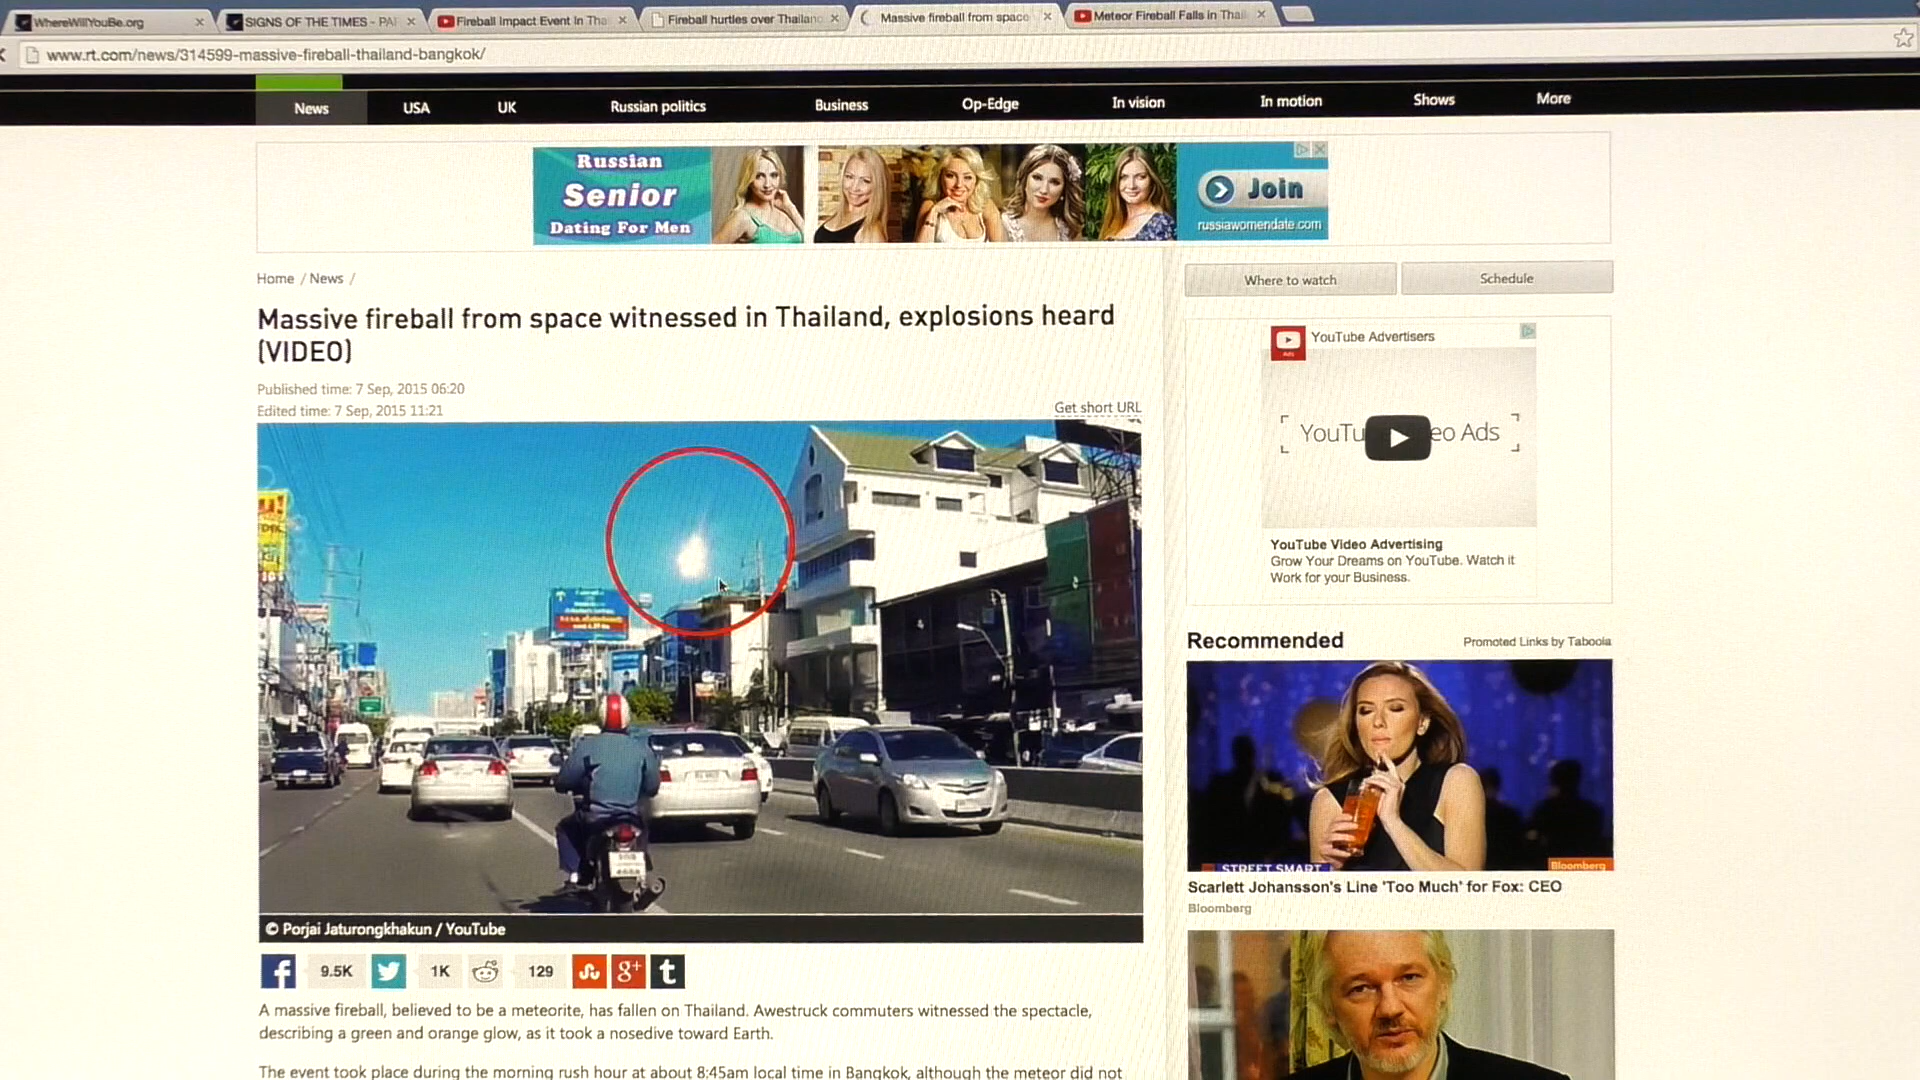 WhereWillYouBe.org
SIGNS OF THE TIMES - PA
Fireball Impact Event In Tha
Fireball hurtles over Thailand
Massive fireball from space
Meteor Fireball Falls in Thai
www.rt.com/news/314599-massive-fireball-thailand-bangkok/
News USA UK Russian politics Business Op-Edge In vision In motion Shows More
Russian
Senior
Dating For Men
Join
russiawomendate.com
Home / News /
Where to watch
Schedule
Massive fireball from space witnessed in Thailand, explosions heard
(VIDEO)
Published time: 7 Sep, 2015 06:20
Edited time: 7 Sep, 2015 11:21
Get short URL
© Porjai Jaturongkhakun / YouTube
9.5K 1K 129
A massive fireball, believed to be a meteorite, has fallen on Thailand. Awestruck commuters witnessed the spectacle,
describing a green and orange glow, as it took a nosedive toward Earth.
The event took place during the morning rush hour at about 8:45am local time in Bangkok, although the meteor did not
YouTube Advertisers
Ads
YouTu eo Ads
YouTube Video Advertising
Grow Your Dreams on YouTube. Watch it
Work for your Business.
Recommended
Promoted Links by Taboola
STREET SMART
Bloomberg
Scarlett Johansson's Line 'Too Much' for Fox: CEO
Bloomberg